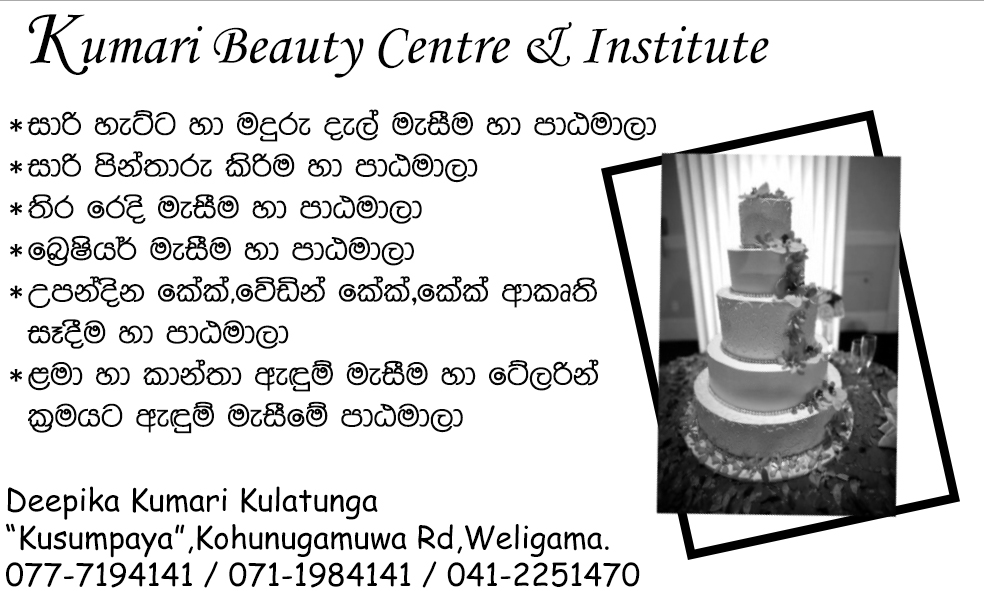 Kumari Beauty Centre & Institute
*සාරි හැට්ට හා මදුරු දැල් මැසීම හා පාඨමාලා
*සාරි පින්තාරු කිරිම හා පාඨමාලා
*තිර රෙදි මැසීම හා පාඨමාලා
*බ්‍රෙෂියර් මැසීම හා පාඨමාලා
*උපන්දින කේක්,වේඩින් කේක්,කේක් ආකෘති
සෑදීම හා පාඨමාලා
*ළමා හා කාන්තා ඇඳුම් මැසීම හා ටේලරින්
ක්‍රමයට ඇඳුම් මැසීමේ පාඨමාලා
Deepika Kumari Kulatunga
“Kusumpaya”,Kohunugamuwa Rd,Weligama.
077-7194141 / 071-1984141 / 041-2251470